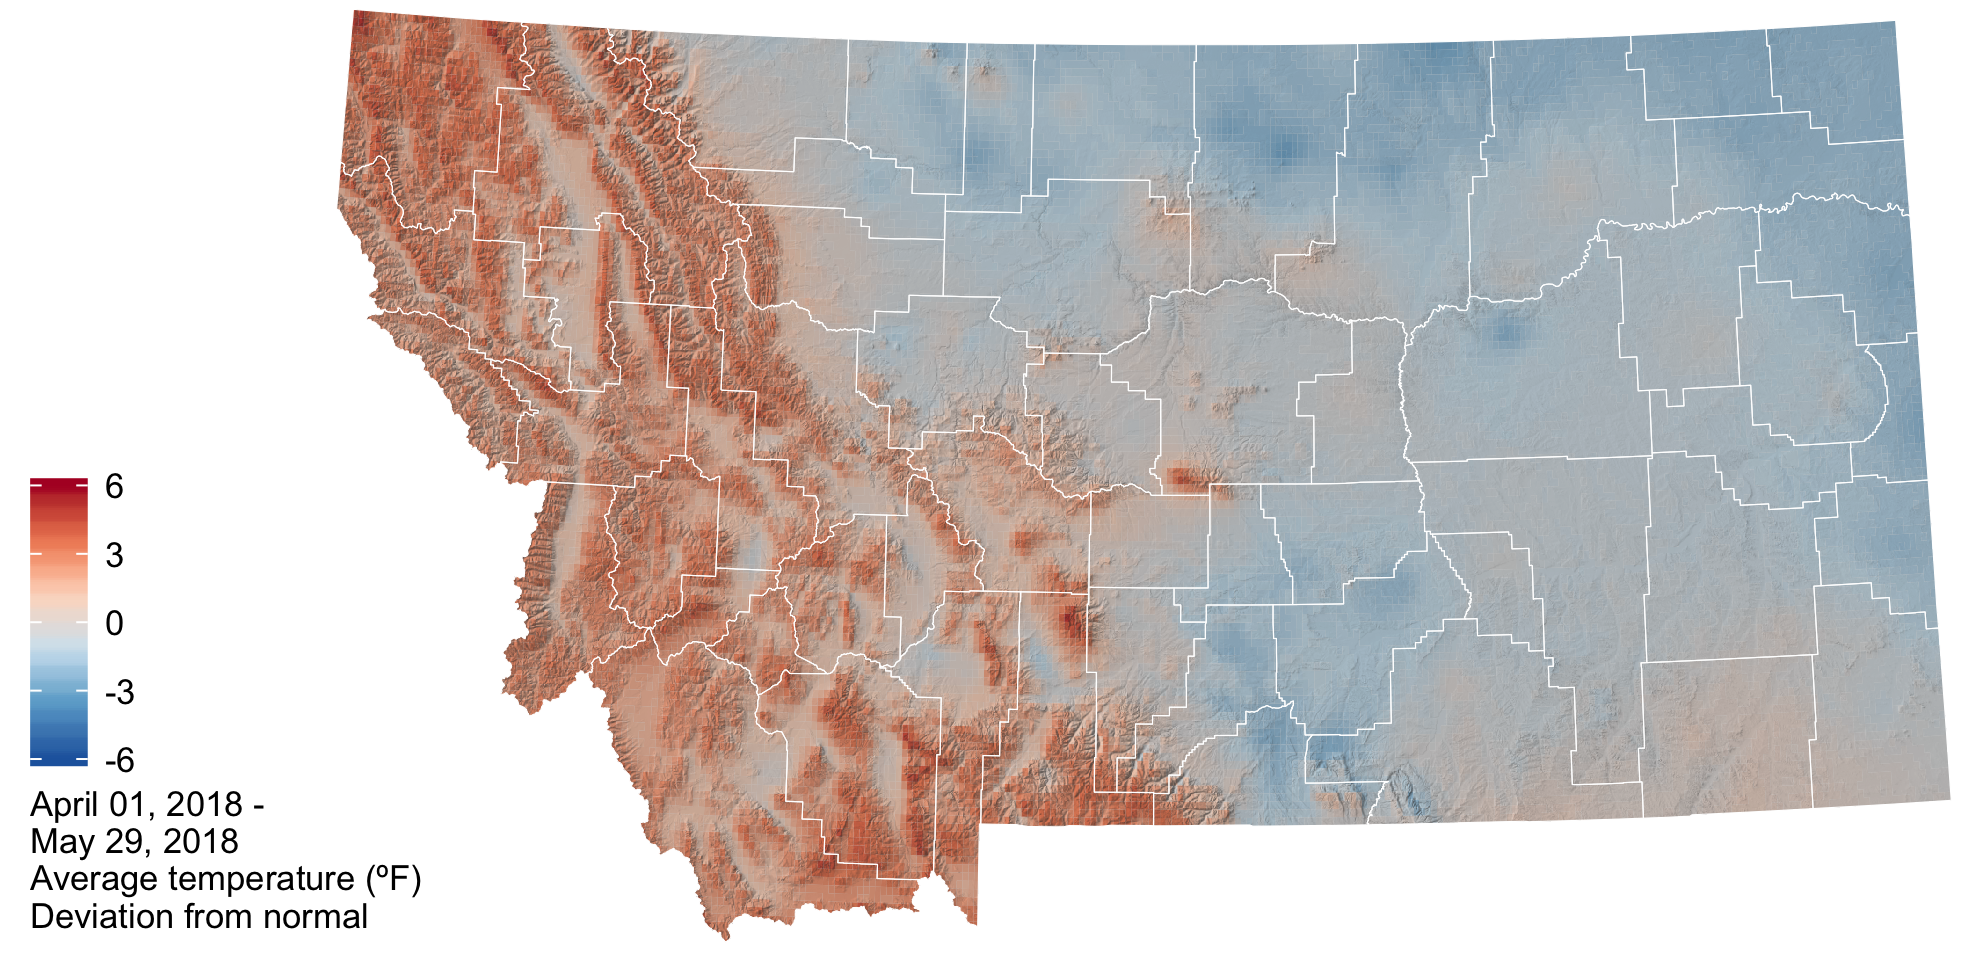 6
3
0
-3
-6
April 01, 2018 -
May 29, 2018
Average temperature (ºF)
Deviation from normal